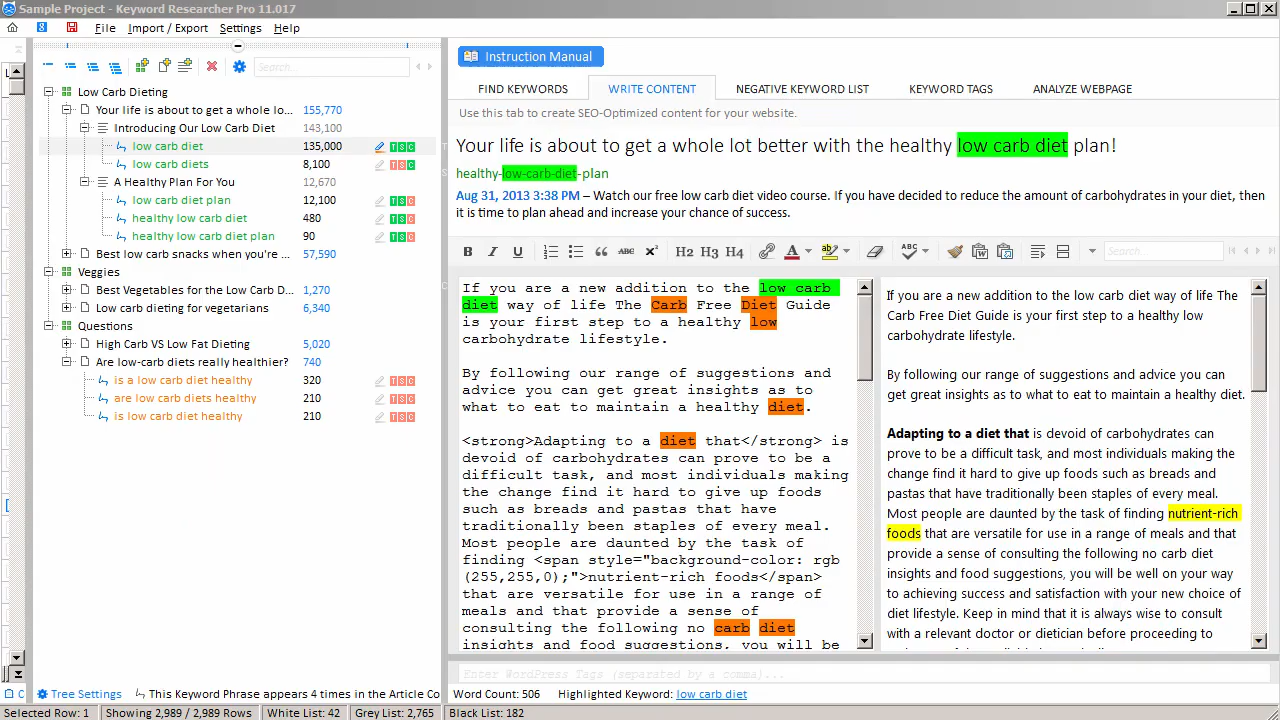 Sample Project - Keyword Researcher Pro 11.017
File Import / Export Settings Help
Search...
Low Carb Dieting
Your life is about to get a whole lo... 155,770
Introducing Our Low Carb Diet 143,100
low carb diet 135,000 T S C
low carb diets 8,100 T S C
A Healthy Plan For You 12,670
low carb diet plan 12,100 T S C
healthy low carb diet 480 T S C
healthy low carb diet plan 90 T S C
Best low carb snacks when you're ... 57,590
Veggies
Best Vegetables for the Low Carb D... 1,270
Low carb dieting for vegetarians 6,340
Questions
High Carb VS Low Fat Dieting 5,020
Are low-carb diets really healthier? 740
is a low carb diet healthy 320 T S C
are low carb diets healthy 210 T S C
is low carb diet healthy 210 T S C
Tree Settings This Keyword Phrase appears 4 times in the Article Co
Instruction Manual
FIND KEYWORDS WRITE CONTENT NEGATIVE KEYWORD LIST KEYWORD TAGS ANALYZE WEBPAGE
Use this tab to create SEO-Optimized content for your website.
Your life is about to get a whole lot better with the healthy low carb diet plan!
healthy-low-carb-diet-plan
Aug 31, 2013 3:38 PM – Watch our free low carb diet video course. If you have decided to reduce the amount of carbohydrates in your diet, then
it is time to plan ahead and increase your chance of success.
B I U ABC X H2 H3 H4 A ab ABC Search
If you are a new addition to the low carb
diet way of life The Carb Free Diet Guide
is your first step to a healthy low
carbohydrate lifestyle.
By following our range of suggestions and
advice you can get great insights as to
what to eat to maintain a healthy diet.
<strong>Adapting to a diet that</strong> is
devoid of carbohydrates can prove to be a
difficult task, and most individuals making
the change find it hard to give up foods
such as breads and pastas that have
traditionally been staples of every meal.
Most people are daunted by the task of
finding <span style="background-color: rgb
(255,255,0);">nutrient-rich foods</span>
that are versatile for use in a range of
meals and that provide a sense of
consulting the following no carb diet
insights and food suggestions, you will be
If you are a new addition to the low carb diet way of life The
Carb Free Diet Guide is your first step to a healthy low
carbohydrate lifestyle.
By following our range of suggestions and advice you can
get great insights as to what to eat to maintain a healthy diet.
Adapting to a diet that is devoid of carbohydrates can
prove to be a difficult task, and most individuals making the
change find it hard to give up foods such as breads and
pastas that have traditionally been staples of every meal.
Most people are daunted by the task of finding nutrient-rich
foods that are versatile for use in a range of meals and that
provide a sense of consulting the following no carb diet
insights and food suggestions, you will be well on your way
to achieving success and satisfaction with your new choice of
diet lifestyle. Keep in mind that it is always wise to consult
with a relevant doctor or dietician before proceeding to
Enter WordPress Tags (separated by a comma)...
Word Count: 506 Highlighted Keyword: low carb diet
Selected Row: 1 Showing 2,989 / 2,989 Rows White List: 42 Grey List: 2,765 Black List: 182